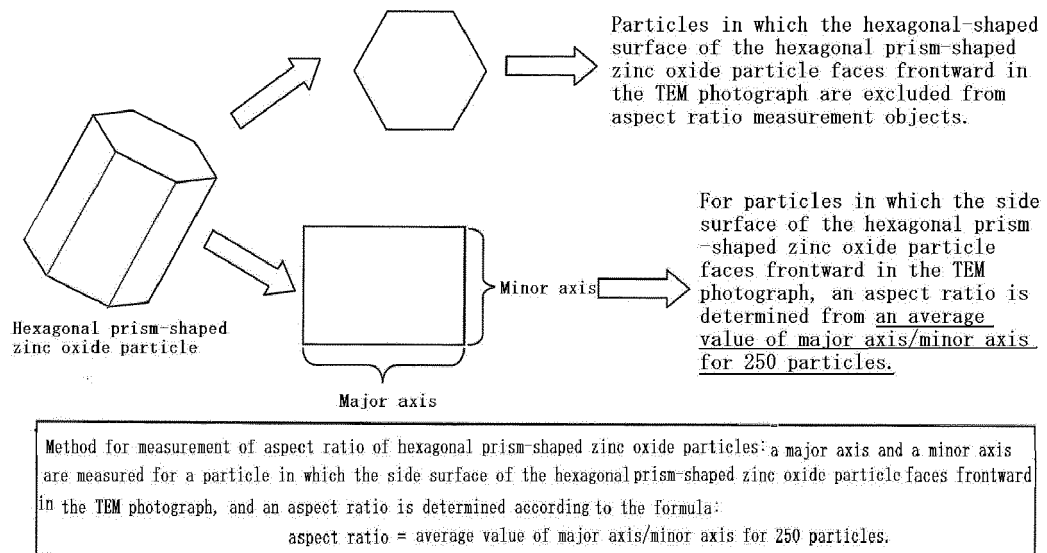 Particles in which the hexagonal-shaped
surface of the hexagonal prism-shaped
zinc oxide particle faces frontward in
the TEM photograph are excluded from
aspect ratio measurement objects.
For particles in which the side
surface of the hexagonal prism
-shaped zinc oxide particle
faces frontward in the TEM
photograph, an aspect ratio is
determined from an average
value of major axis/minor axis
for 250 particles.
Minor axis
Hexagonal prism-shaped
zinc oxide particle
Major axis
Method for measurement of aspect ratio of hexagonal prism-shaped zinc oxide particles: a major axis and a minor axis
are measured for a particle in which the side surface of the hexagonal prism-shaped zinc oxide particle faces frontward
in the TEM photograph, and an aspect ratio is determined according to the formula:
aspect ratio = average value of major axis/minor axis for 250 particles.